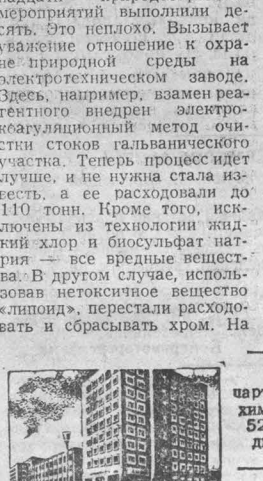 мероприятий выполнили де-
сять. Это неплохо. Вызывает
уважение отношение к охра-
не природной среды на
электротехническом заводе.
Здесь, например, взамен реа-
гентного внедрен электро-
коагуляционный метод очи-
стки стоков гальванического
участка. Теперь процесс идет
лучше, и не нужна стала из-
весть, а ее расходовали до
110 тонн. Кроме того, иск-
лючены из технологии жид-
кий хлор и биосульфат нат-
рия — все вредные вещест-
ва. В другом случае, исполь-
зовав нетоксичное вещество
«липоид», перестали расходо-
вать и сбрасывать хром. На
хим
52